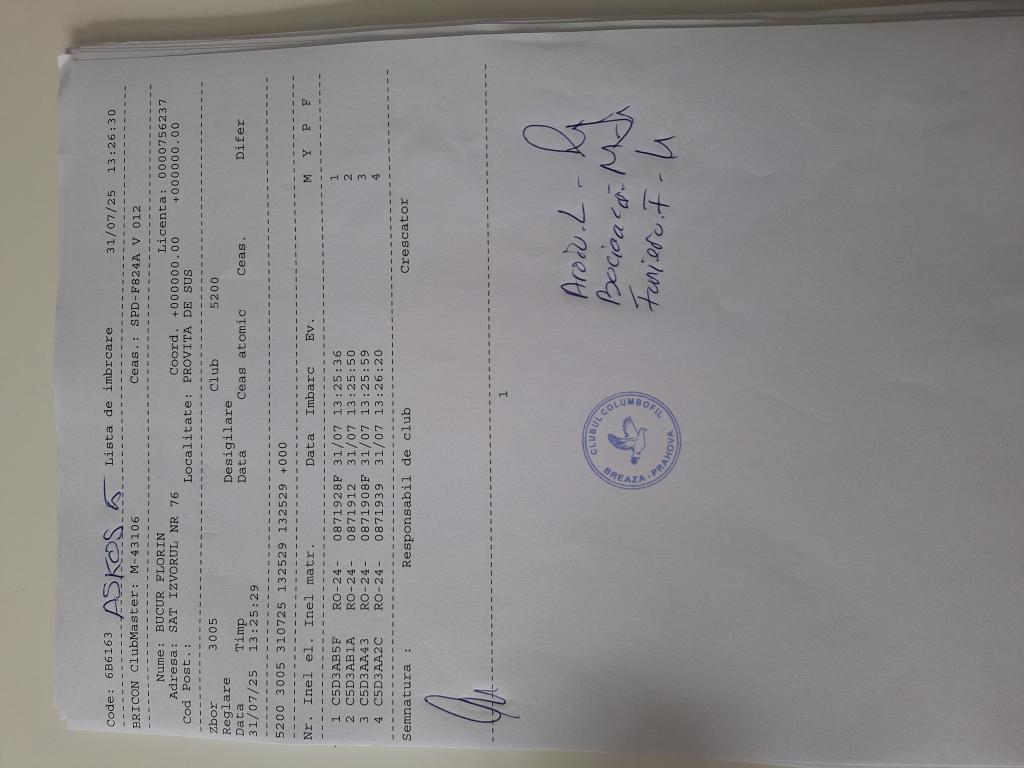 Code: 6B6163 ASKOS 5 Lista de imbrcare 31/07/25 13:26:30
BRICON ClubMaster: M-43106 Ceas.: SPD-F824A V 012
Nume: BUCUR FLORIN Licenta: 0000756237
Adresa: SAT IZVORUL NR 76 Coord. +000000.00 +000000.00
Cod Post.: Localitate: PROVITA DE SUS
Zbor 3005 Club 5200
Reglare Desigilare
Data Timp Data Ceas atomic Ceas. Difer
31/07/25 13:25:29
5200 3005 310725 132529 132529 +000
Nr. Inel el. Inel matr. Data Imbarc Ev. M Y P F
1 C5D3AB5F RO-24- 0871928F 31/07 13:25:36 1
2 C5D3AB1A RO-24- 0871912 31/07 13:25:50 2
3 C5D3AA43 RO-24- 0871908F 31/07 13:25:59 3
4 C5D3AA2C RO-24- 0871939 31/07 13:26:20 4
Semnatura : Responsabil de club Crescator
1
CLUBUL COLUMBOFIL
BREAZA - PRAHOVA